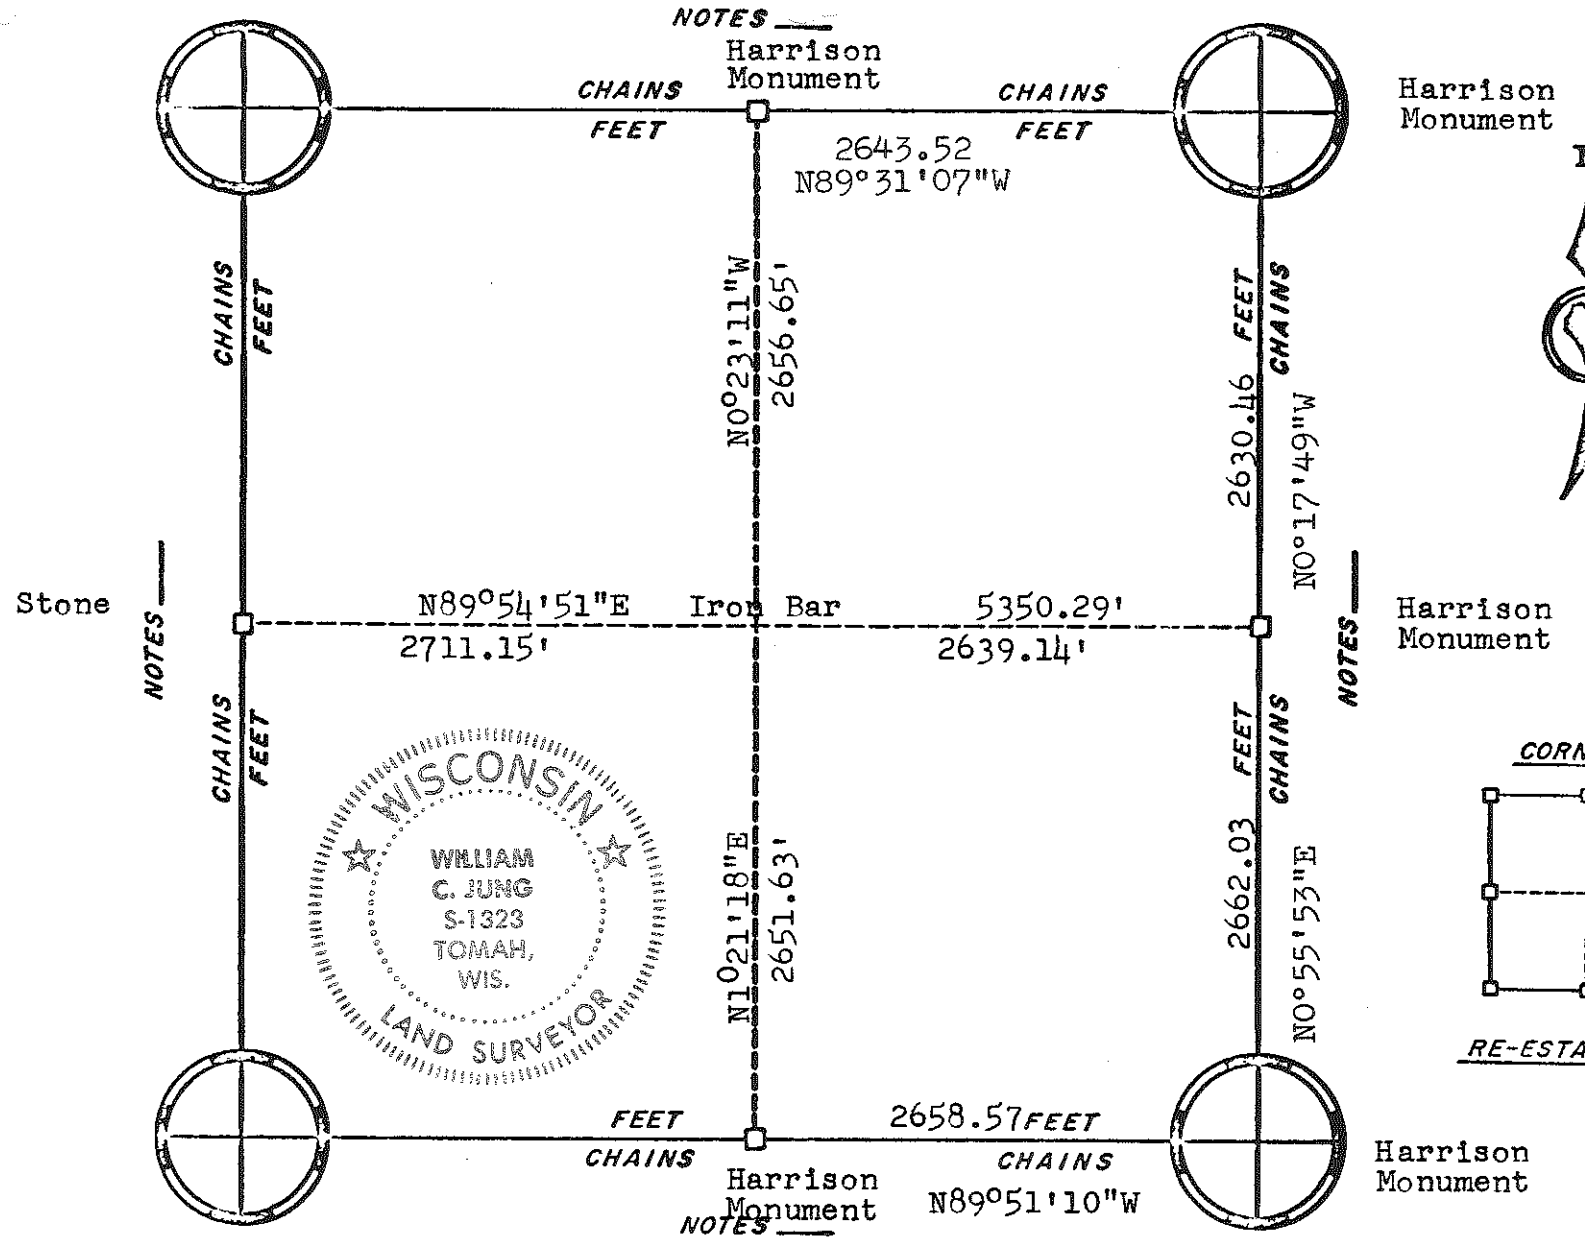 NOTES
Harrison
Monument
CHAINS
FEET
CHAINS
FEET
2643.52
N89°31'07"W
Harrison
Monument
CHAINS
FEET
N0°23'11"W
2656.65'
2630.46 FEET
CHAINS
N0°17'49"W
Stone
NOTES
N89°54'51"E Iron Bar 5350.29'
2711.15' 2639.14'
NOTES
Harrison
Monument
CHAINS
FEET
WISCONSIN
WILLIAM
C. JUNG
S-1323
TOMAH,
WIS.
LAND SURVEYOR
N1°21'18"E
2651.63'
2662.03 FEET
CHAINS
N0°55'53"E
CORN
RE-ESTA
FEET
CHAINS
2658.57 FEET
CHAINS
N89°51'10"W
Harrison
Monument
NOTES
Harrison
Monument